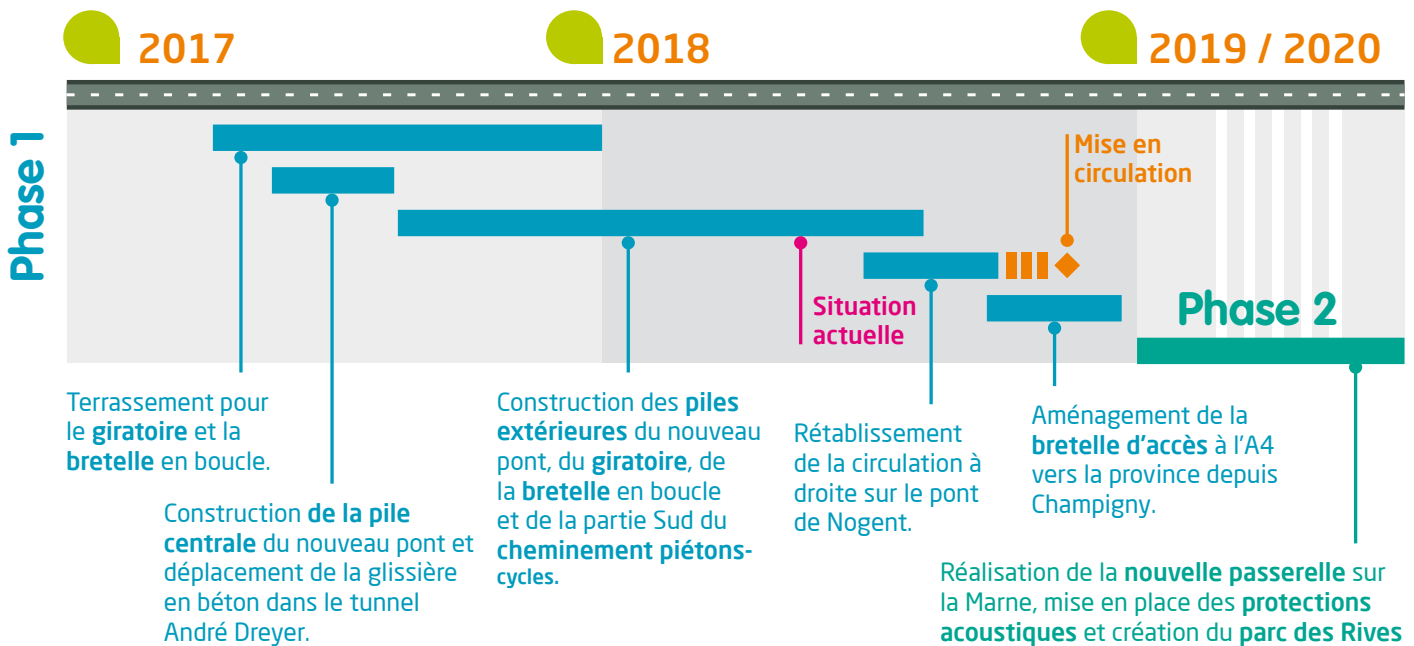 2017
2018
2019 / 2020
Phase 1
Mise en
circulation
Situation
actuelle
Phase 2
Terrassement pour
le giratoire et la
bretelle en boucle.
Construction de la pile
centrale du nouveau pont et
déplacement de la glissière
en béton dans le tunnel
André Dreyer.
Construction des piles
extérieures du nouveau
pont, du giratoire, de
la bretelle en boucle
et de la partie Sud du
cheminement piétons-
cycles.
Rétablissement
de la circulation à
droite sur le pont
de Nogent.
Aménagement de la
bretelle d'accès à l'A4
vers la province depuis
Champigny.
Réalisation de la nouvelle passerelle sur
la Marne, mise en place des protections
acoustiques et création du parc des Rives